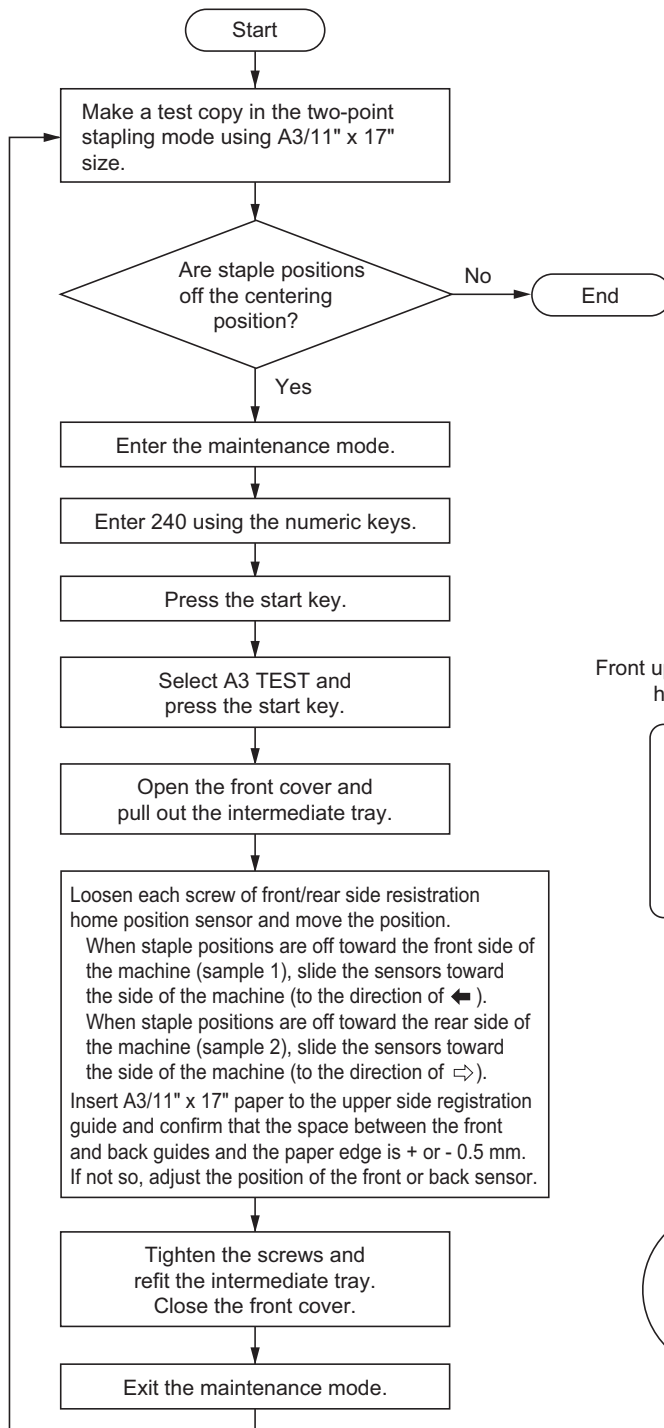 Start
Make a test copy in the two-point
stapling mode using A3/11" x 17"
size.
Are staple positions
off the centering
position?
No
End
Yes
Enter the maintenance mode.
Enter 240 using the numeric keys.
Press the start key.
Select A3 TEST and
press the start key.
Front u
h
Open the front cover and
pull out the intermediate tray.
Loosen each screw of front/rear side resistration
home position sensor and move the position.
When staple positions are off toward the front side of
the machine (sample 1), slide the sensors toward
the side of the machine (to the direction of ⬅ ).
When staple positions are off toward the rear side of
the machine (sample 2), slide the sensors toward
the side of the machine (to the direction of ⇨).
Insert A3/11" x 17" paper to the upper side registration
guide and confirm that the space between the front
and back guides and the paper edge is + or - 0.5 mm.
If not so, adjust the position of the front or back sensor.
Tighten the screws and
refit the intermediate tray.
Close the front cover.
Exit the maintenance mode.